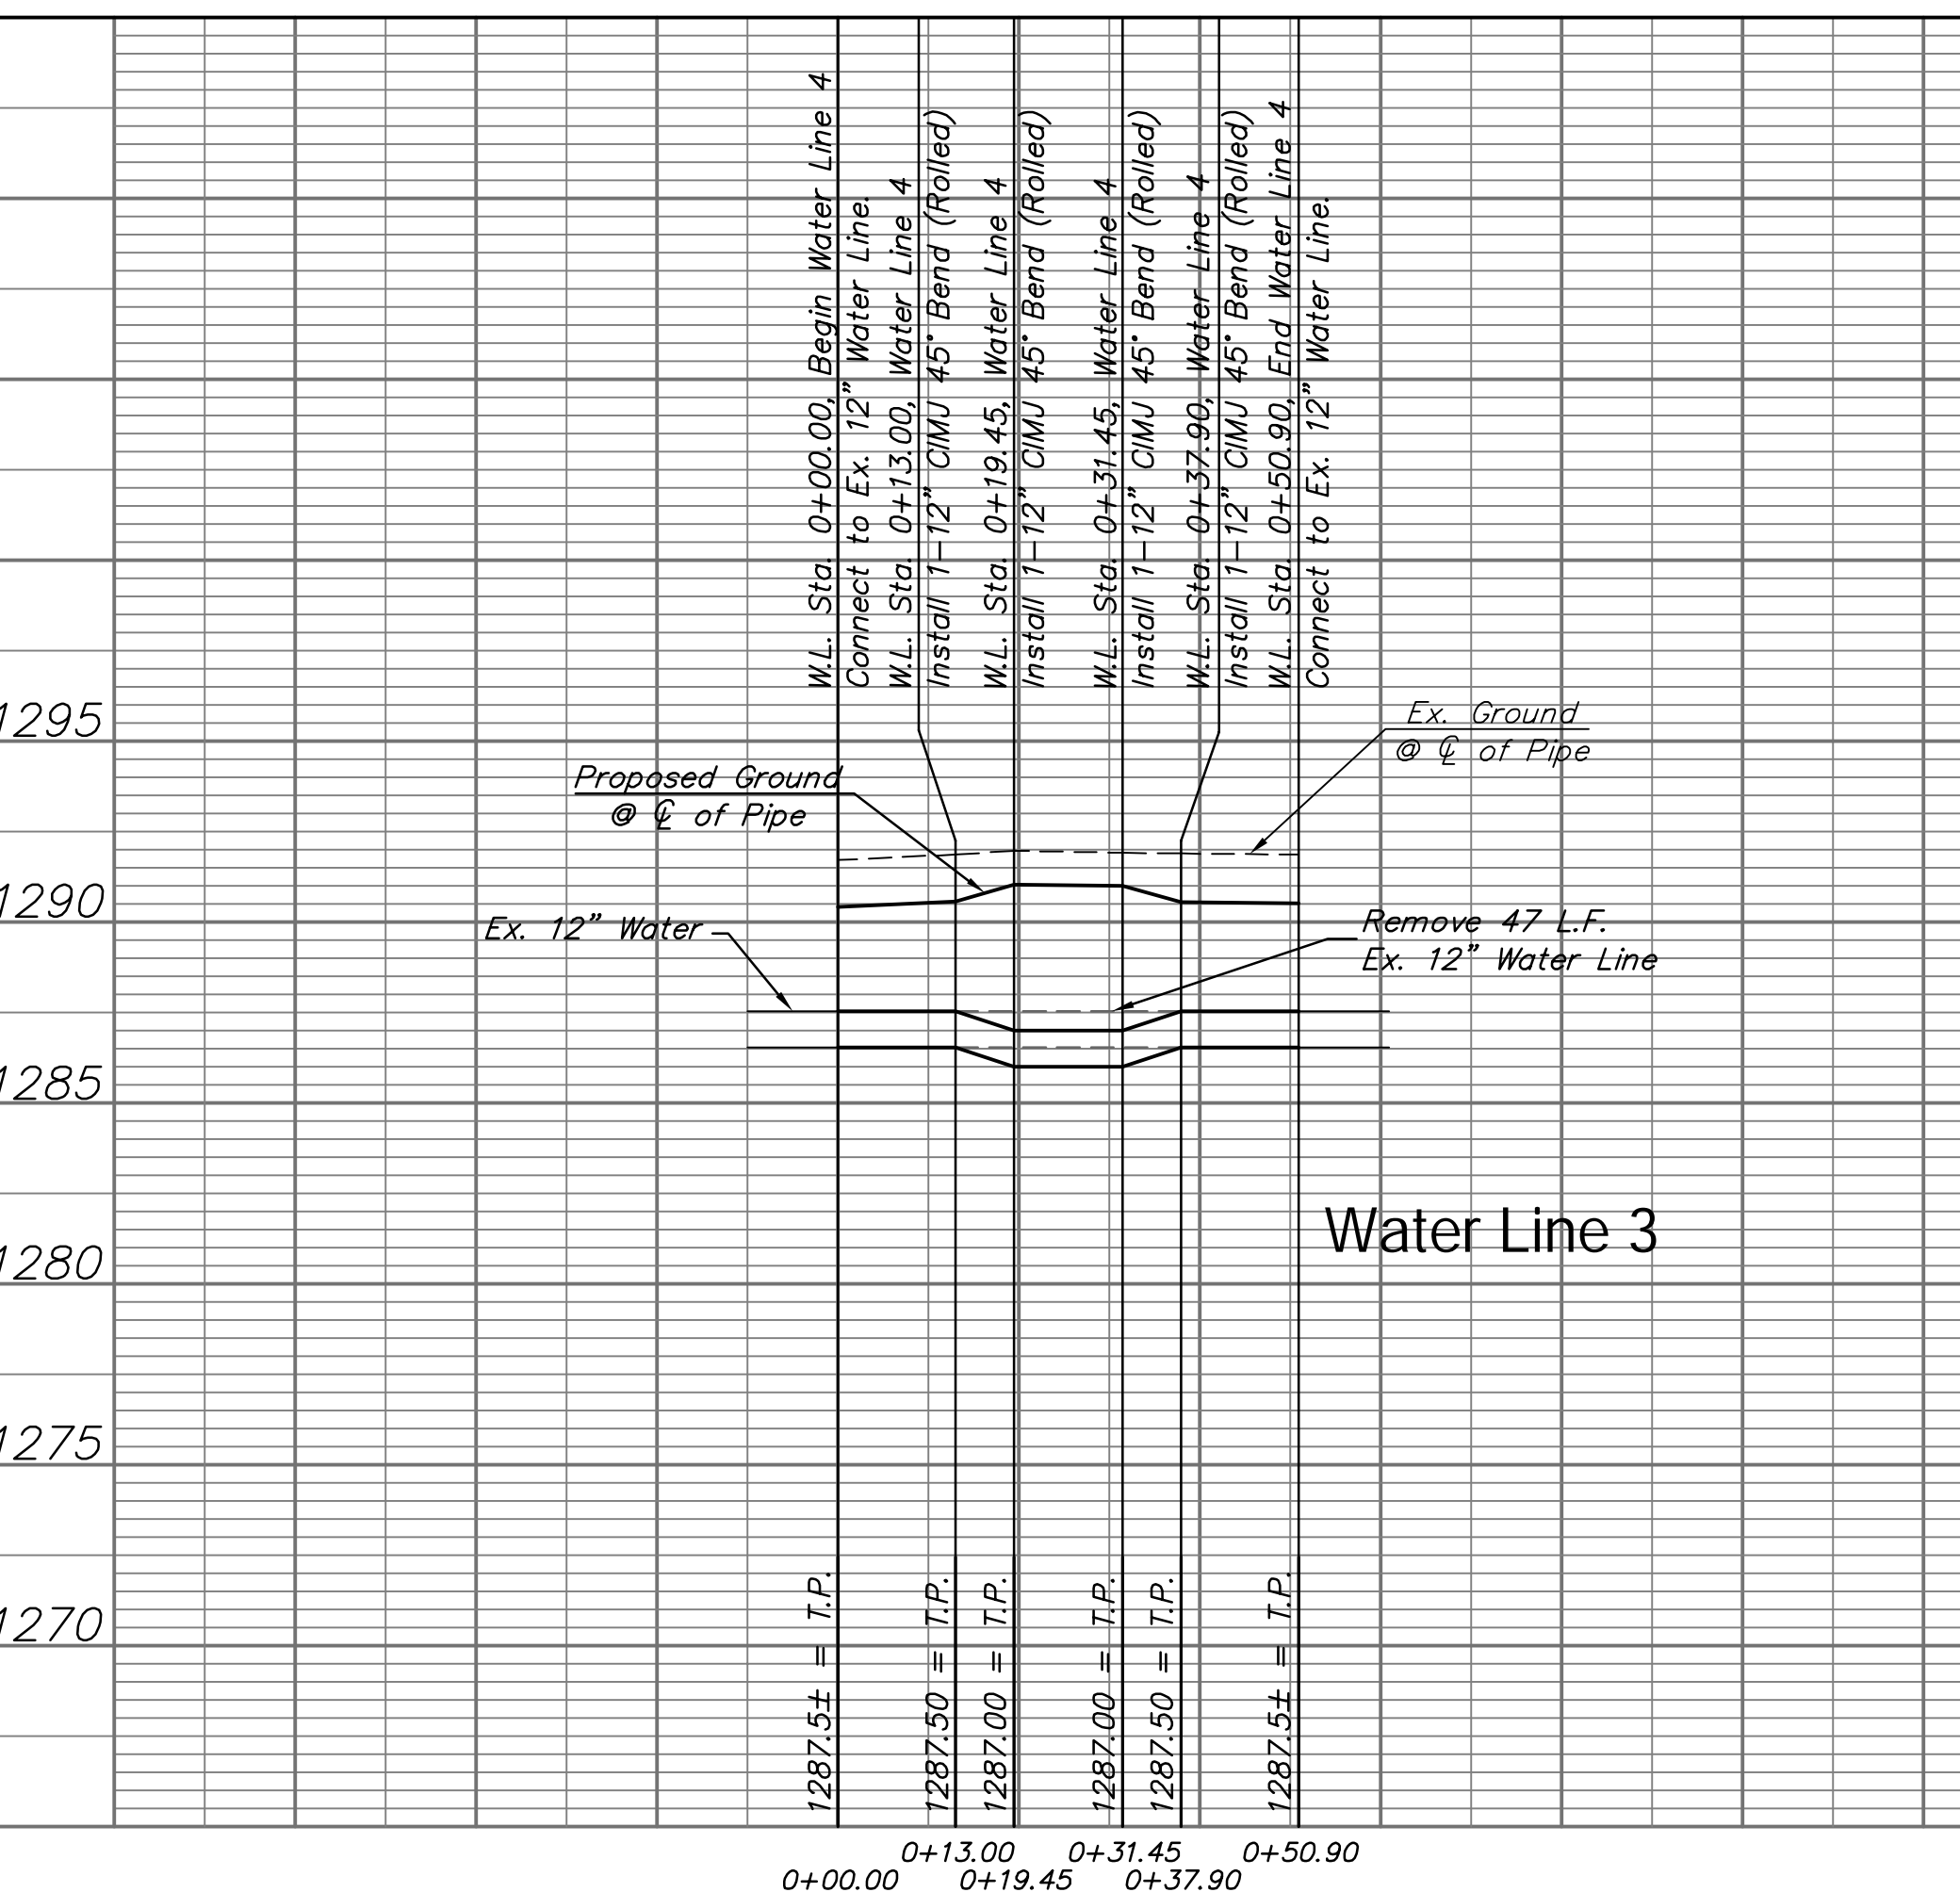 W.L. Sta. 0+00.00, Begin Water Line 4
Connect to Ex. 12" Water Line.
W.L. Sta. 0+13.00, Water Line 4
Install 1-12" CIMJ 45° Bend (Rolled)
W.L. Sta. 0+19.45, Water Line 4
Install 1-12" CIMJ 45° Bend (Rolled)
W.L. Sta. 0+31.45, Water Line 4
Install 1-12" CIMJ 45° Bend (Rolled)
W.L. Sta. 0+37.90, Water Line 4
Install 1-12" CIMJ 45° Bend (Rolled)
W.L. Sta. 0+50.90, End Water Line 4
Connect to Ex. 12" Water Line.
1295
Ex. Ground
@ ℄ of Pipe
Proposed Ground
@ ℄ of Pipe
1290
Ex. 12" Water
Remove 47 L.F.
Ex. 12" Water Line
1285
Water Line 3
1280
1275
1270
1287.5± = T.P.
1287.50 = T.P.
1287.00 = T.P.
1287.00 = T.P.
1287.50 = T.P.
1287.5± = T.P.
0+13.00 0+31.45 0+50.90
0+00.00 0+19.45 0+37.90